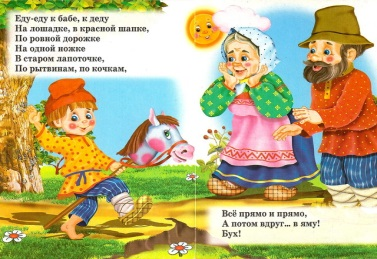 Еду-еду к бабе, к деду
На лошадке, в красной шапке,
По ровной дорожке
На одной ножке
В старом лапоточке,
По рытвинам, по кочкам,
Всё прямо и прямо,
А потом вдруг... в яму!
Бух!